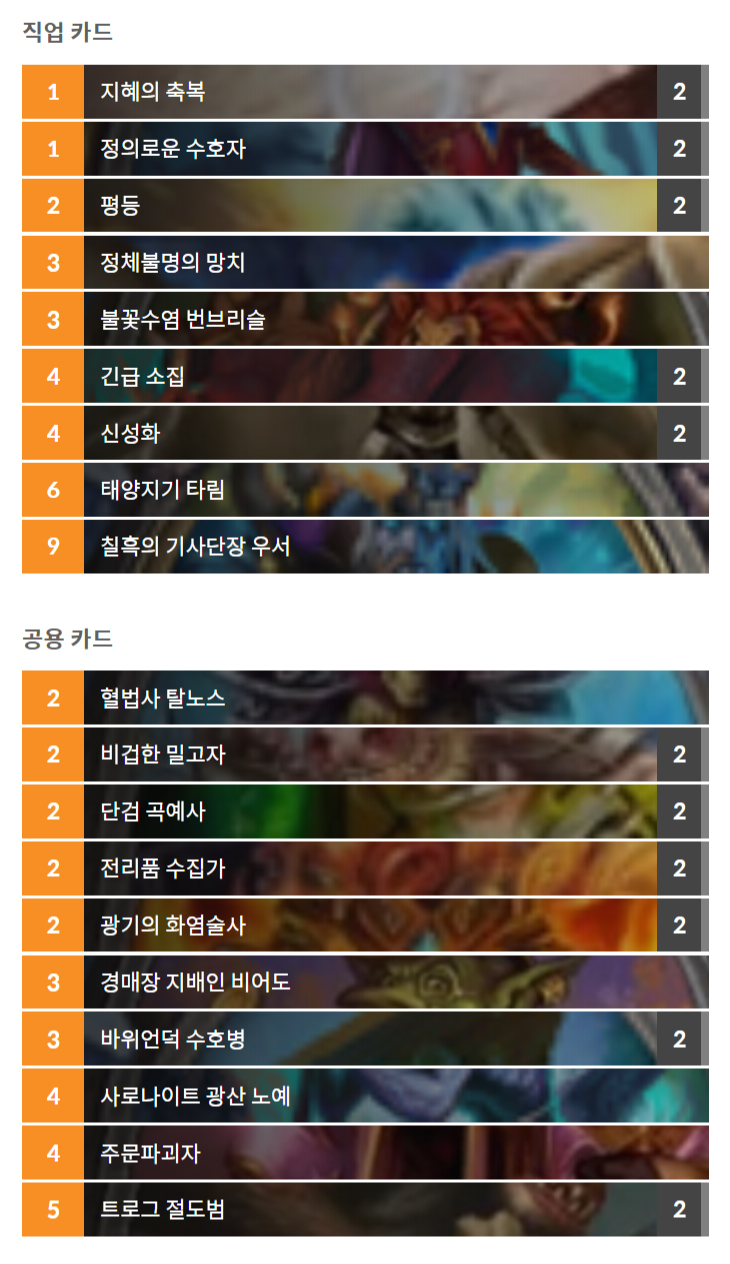 직업 카드
1 지혜의 축복 2
1 정의로운 수호자 2
2 평등 2
3 정체불명의 망치
3 불꽃수염 번브리슬
4 긴급 소집 2
4 신성화 2
6 태양지기 타림
9 칠흑의 기사단장 우서
공용 카드
2 혈법사 탈노스
2 비겁한 밀고자 2
2 단검 곡예사 2
2 전리품 수집가 2
2 광기의 화염술사 2
3 경매장 지배인 비어도
3 바위언덕 수호병 2
4 사로나이트 광산 노예
4 주문파괴자
5 트로그 절도범 2